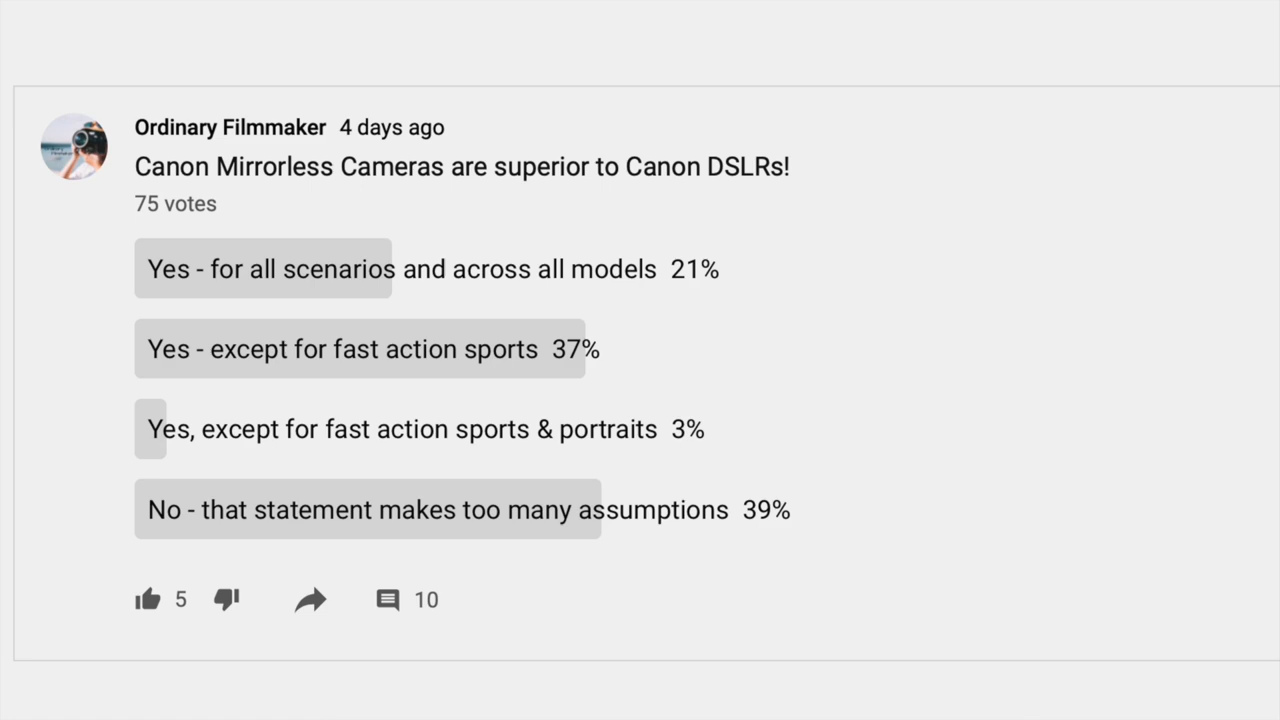 Ordinary Filmmaker 4 days ago
Canon Mirrorless Cameras are superior to Canon DSLRs!
75 votes
Yes - for all scenarios and across all models 21%
Yes - except for fast action sports 37%
Yes, except for fast action sports & portraits 3%
No - that statement makes too many assumptions 39%
5 10